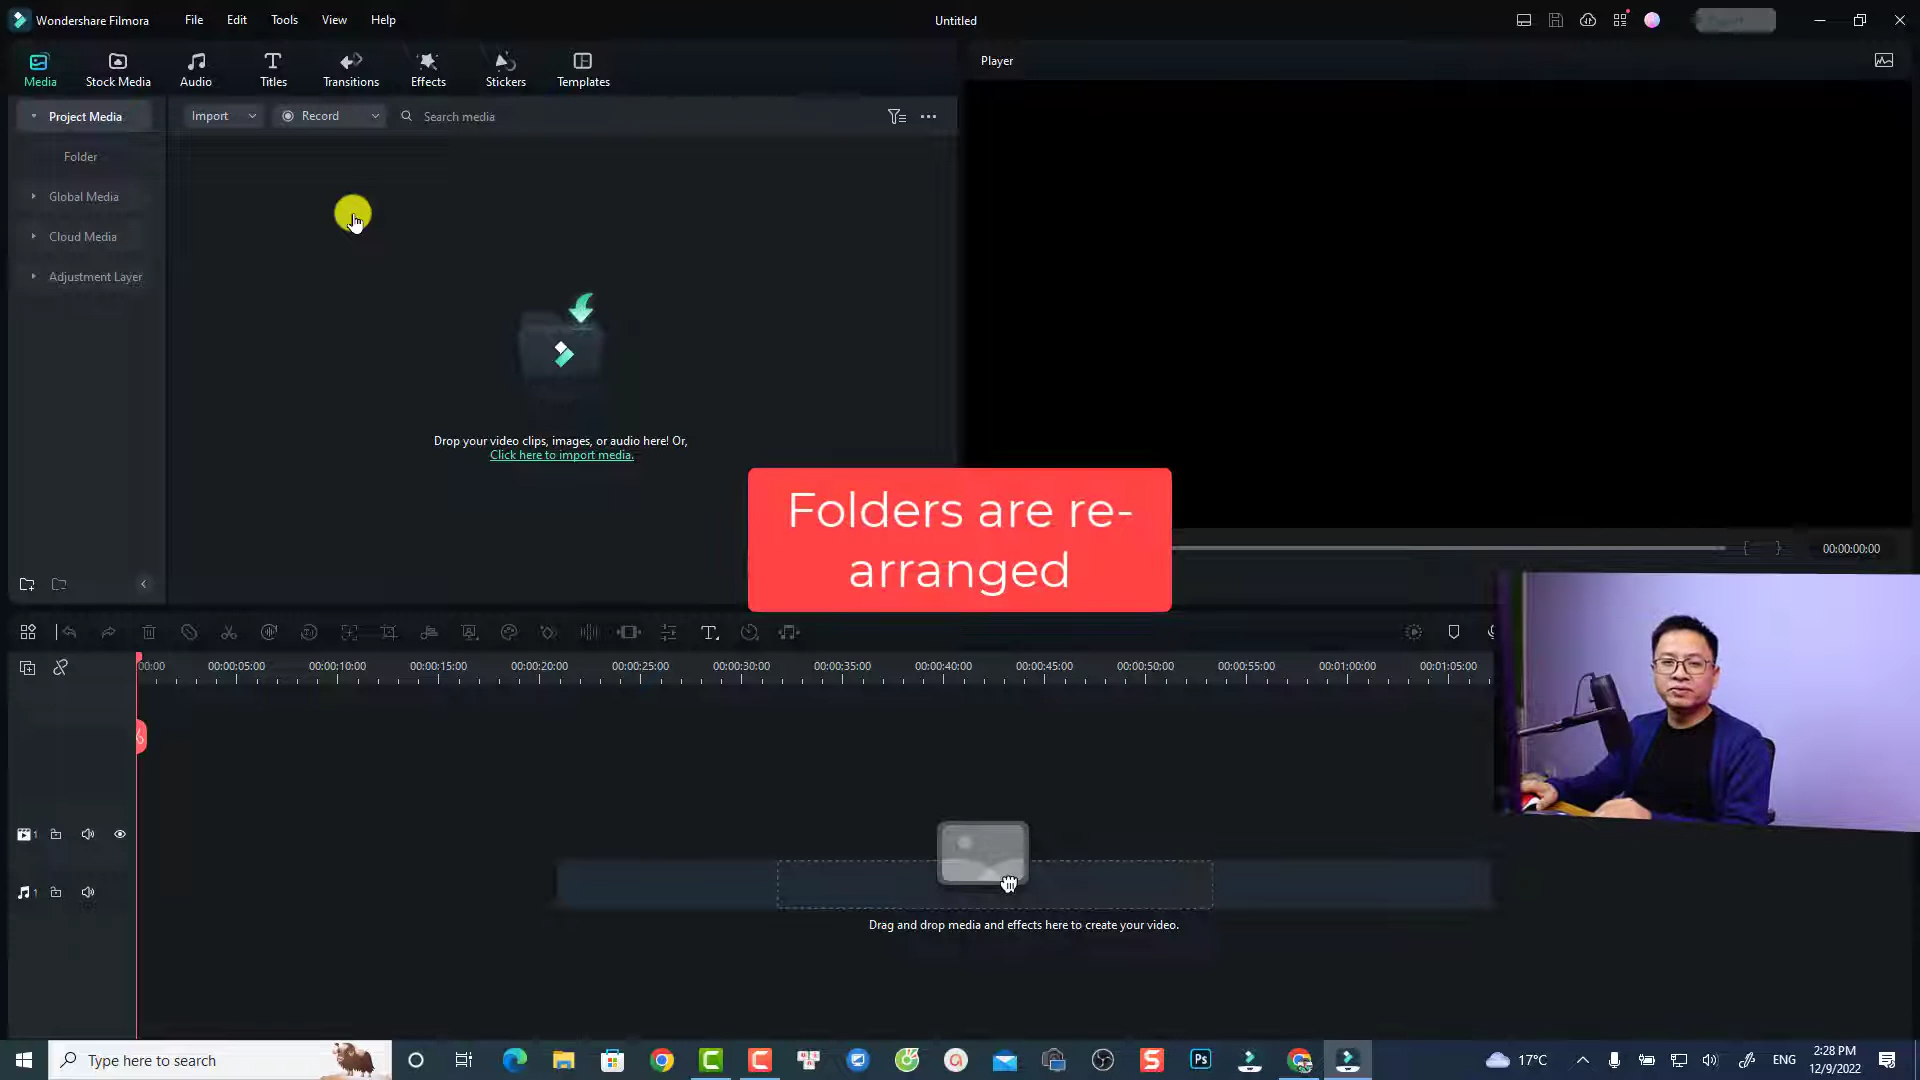 Wondershare Filmora
File
Edit
Tools
View
Help
Untitled
Media
Stock Media
Audio
Titles
Transitions
Effects
Stickers
Templates
Player
Project Media
Import
Record
Search media
Folder
Global Media
Cloud Media
Adjustment Layer
Drop your video clips, images, or audio here! Or,
Click here to import media.
Folders are re-
arranged
00:00:00:00
00:00
00:00:05:00
00:00:10:00
00:00:15:00
00:00:20:00
00:00:25:00
00:00:30:00
00:00:35:00
00:00:40:00
00:00:45:00
00:00:50:00
00:00:55:00
00:01:00:00
00:01:05:00
1
1
Drag and drop media and effects here to create your video.
Type here to search
Ps
17°C
ENG
2:28 PM
12/9/2022